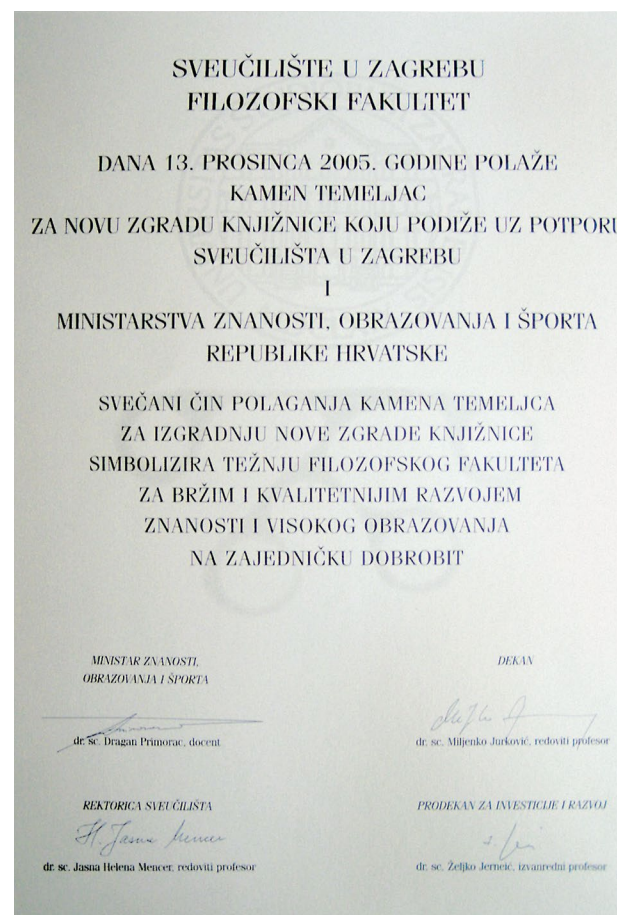 SVEUČILIŠTE U ZAGREBU
FILOZOFSKI FAKULTET
DANA 13. PROSINCA 2005. GODINE POLAŽE
KAMEN TEMELJAC
ZA NOVU ZGRADU KNJIŽNICE KOJU PODIŽE UZ POTPORU
SVEUČILIŠTA U ZAGREBU
I
MINISTARSTVA ZNANOSTI, OBRAZOVANJA I ŠPORTA
REPUBLIKE HRVATSKE
SVEČANI ČIN POLAGANJA KAMENA TEMELJCA
ZA IZGRADNJU NOVE ZGRADE KNJIŽNICE
SIMBOLIZIRA TEŽNJU FILOZOFSKOG FAKULTETA
ZA BRŽIM I KVALITETNIJIM RAZVOJEM
ZNANOSTI I VISOKOG OBRAZOVANJA
NA ZAJEDNIČKU DOBROBIT
MINISTAR ZNANOSTI,
OBRAZOVANJA I ŠPORTA
dr. sc. Dragan Primorac, docent
DEKAN
dr. sc. Miljenko Jurković, redoviti profesor
REKTORICA SVEUČILIŠTA
H. Jasna Mencer
dr. sc. Jasna Helena Mencer, redoviti profesor
PRODEKAN ZA INVESTICIJE I RAZVOJ
dr. sc. Željko Jerneić, izvanredni profesor